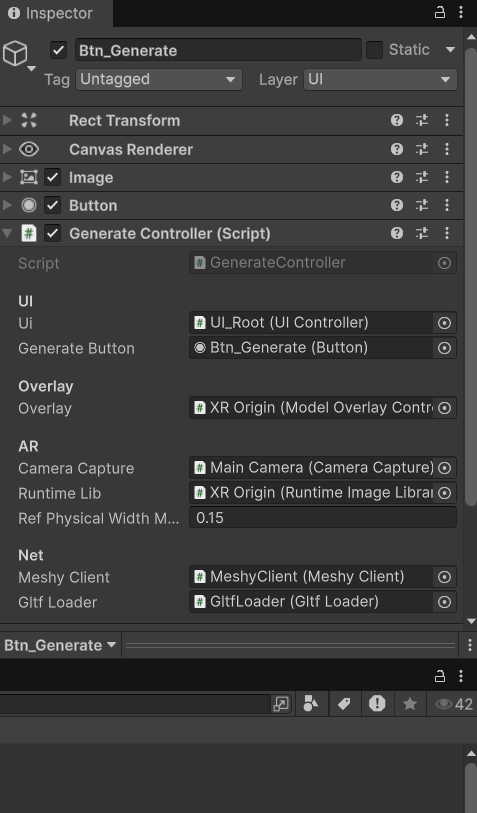 Inspector
Btn_Generate
Static
Tag Untagged Layer UI
Rect Transform
Canvas Renderer
Image
Button
# Generate Controller (Script)
Script # GenerateController
UI
Ui # UI_Root (UI Controller)
Generate Button Btn_Generate (Button)
Overlay
Overlay # XR Origin (Model Overlay Contr
AR
Camera Capture # Main Camera (Camera Capture)
Runtime Lib # XR Origin (Runtime Image Librar
Ref Physical Width M... 0.15
Net
Meshy Client # MeshyClient (Meshy Client)
Gltf Loader # GltfLoader (Gltf Loader)
Btn_Generate
42